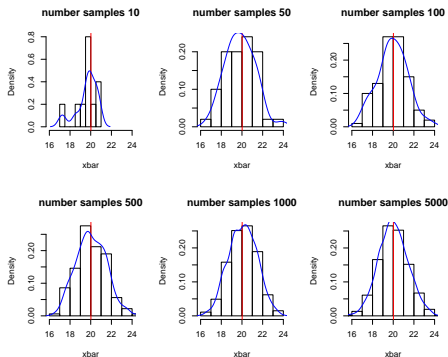 number samples 10
Density
0.0 0.2 0.4 0.6 0.8
16 18 20 22 24
xbar
number samples 50
Density
0.00 0.10 0.20
16 18 20 22 24
xbar
number samples 100
Density
0.00 0.10 0.20
16 18 20 22 24
xbar
number samples 500
Density
0.00 0.10 0.20
16 18 20 22 24
xbar
number samples 1000
Density
0.00 0.10 0.20
16 18 20 22 24
xbar
number samples 5000
Density
0.00 0.10 0.20
16 18 20 22 24
xbar